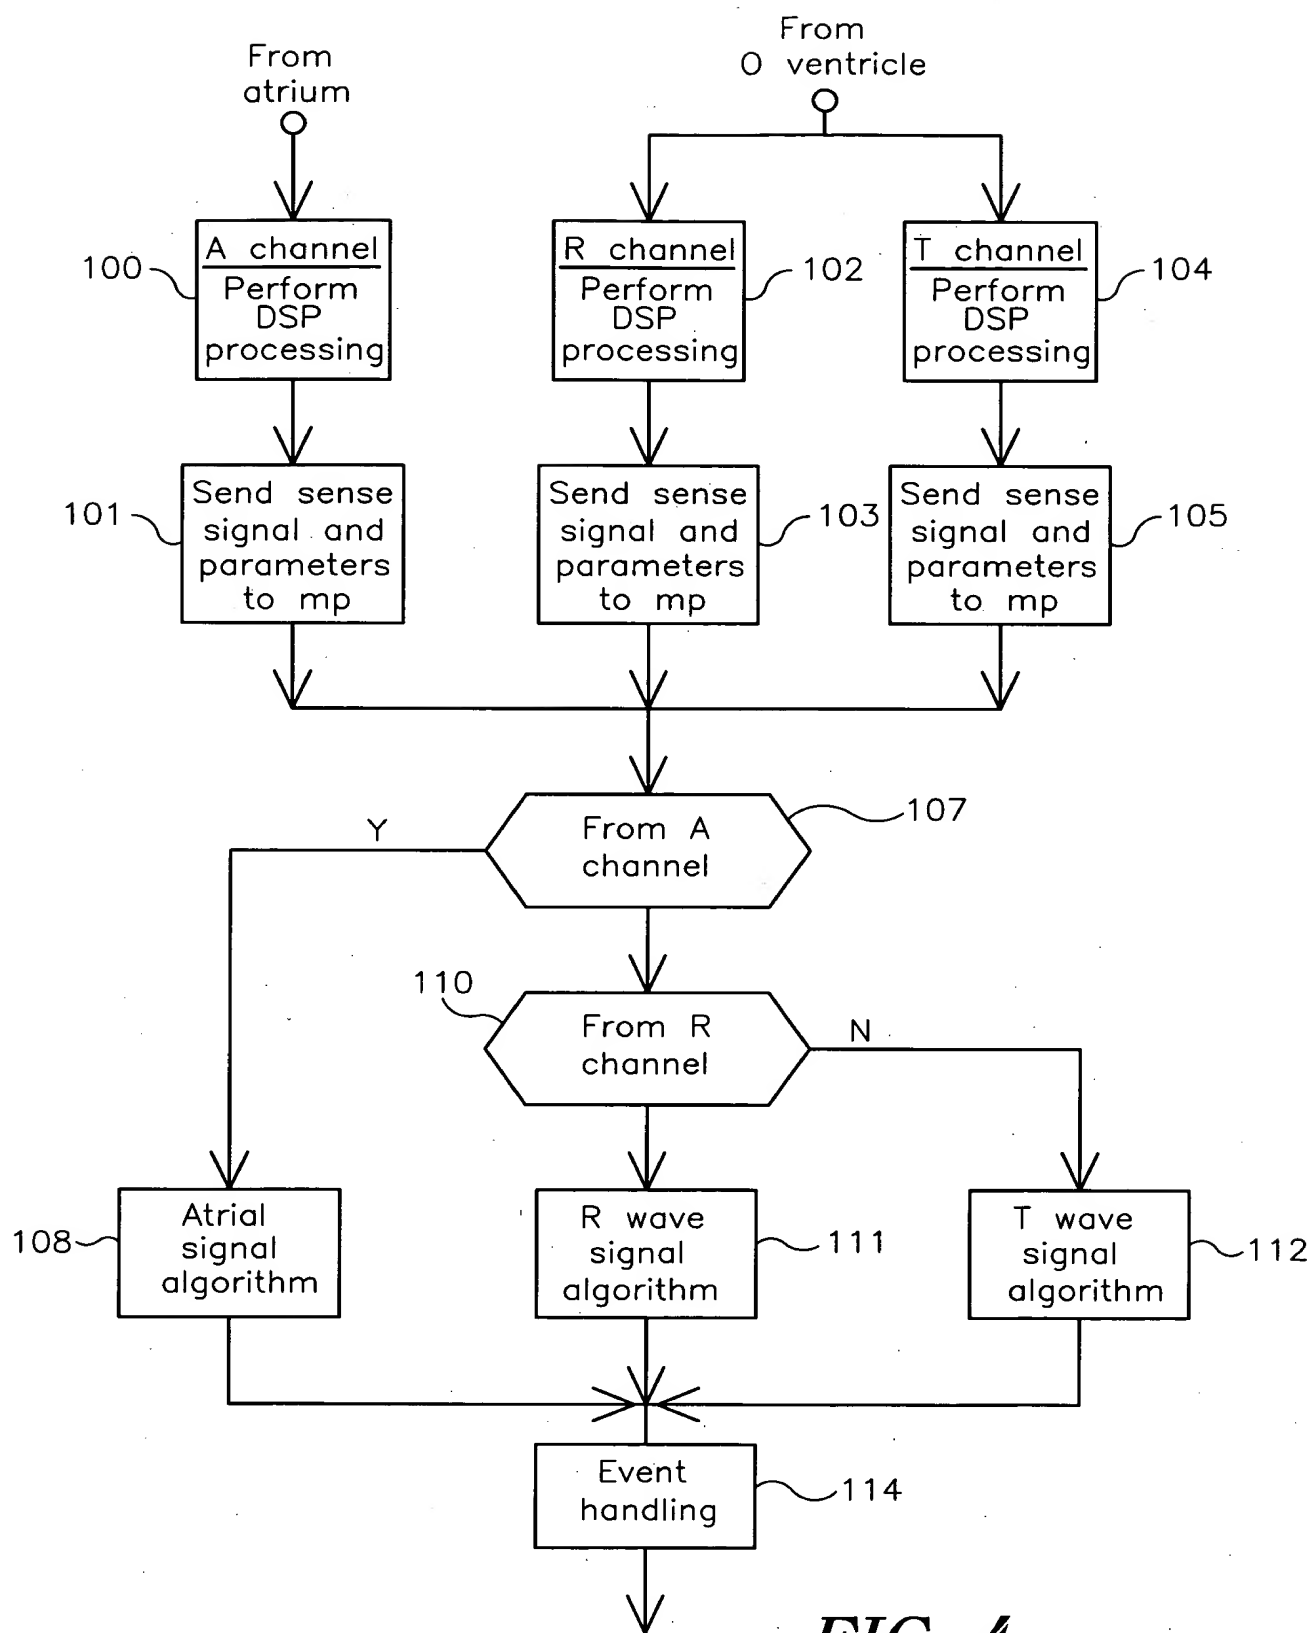 From
atrium
From
O ventricle
A channel
Perform
DSP
processing
100
R channel
Perform
DSP
processing
102
T channel
Perform
DSP
processing
104
Send sense
signal and
parameters
to mp
101
Send sense
signal and
parameters
to mp
103
Send sense
signal and
parameters
to mp
105
From A
channel
107
Y
110
From R
channel
N
108
Atrial
signal
algorithm
R wave
signal
algorithm
111
T wave
signal
algorithm
112
Event
handling
114
FIG. 4